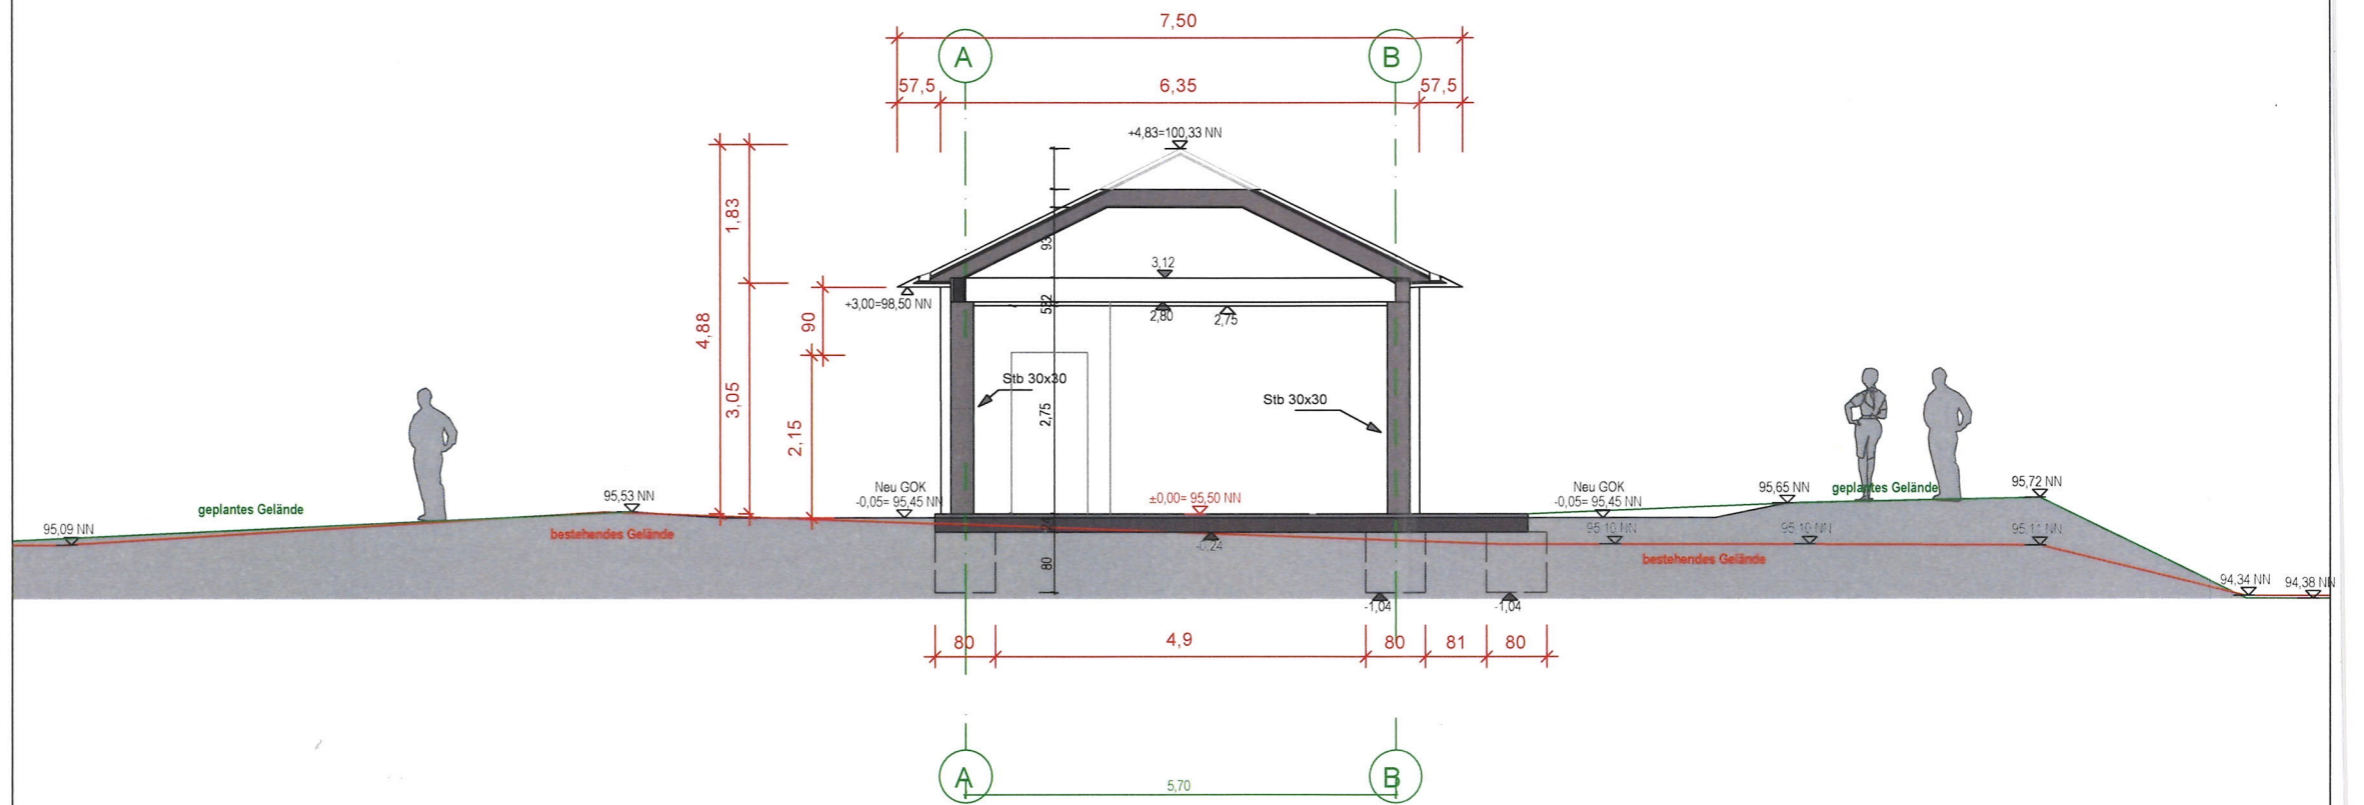 7,50
A
B
57,5
6,35
57,5
+4,83=100,33 NN
1,83
93
3,12
+3,00=98,50 NN
532
2,80
2,75
4,88
90
3,05
Stb 30x30
Stb 30x30
2,75
2,15
Neu GOK
-0,05= 95,45 NN
±0,00= 95,50 NN
Neu GOK
-0,05= 95,45 NN
95,65 NN
geplantes Gelände
95,72 NN
95,53 NN
geplantes Gelände
95,09 NN
bestehendes Gelände
95,10 NN
95,10 NN
95,11 NN
-0,24
80
bestehendes Gelände
94,34 NN
94,38 NN
-1,04
-1,04
80
4,9
80
81
80
A
B
5,70